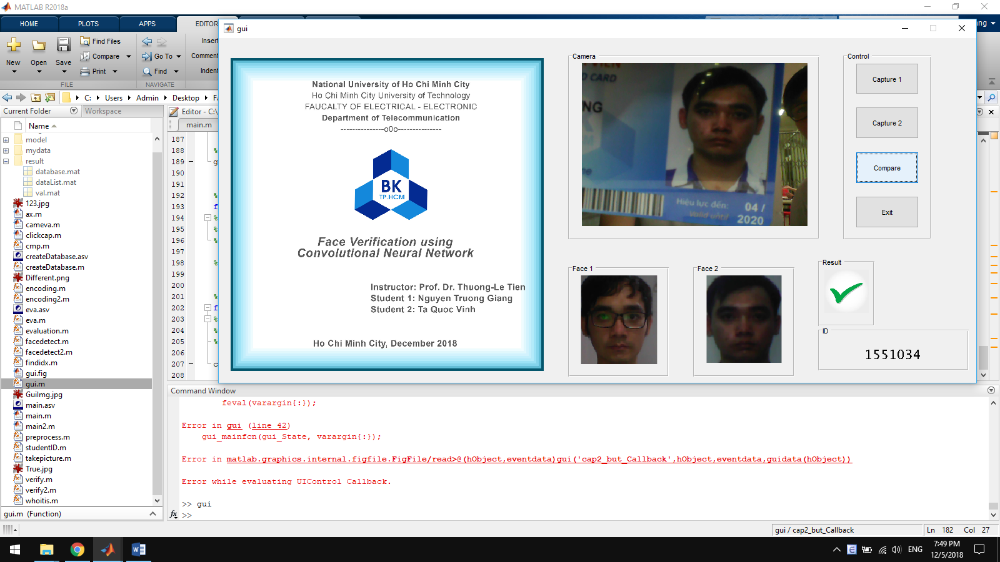 MATLAB R2018a
HOME PLOTS APPS EDITOR
New Open Save
Find Files
Compare
Print
Go To
Find
Insert
Comment
Indent
FILE NAVIGATE
C: Users Admin Desktop
Current Folder Workspace
Name
model
mydata
result
database.mat
dataList.mat
val.mat
123.jpg
ax.m
cameva.m
clickcap.m
cmp.m
createDatabase.asv
createDatabase.m
Different.png
encoding.m
encoding2.m
eva.asv
eva.m
evaluation.m
facedetect.m
facedetect2.m
findidx.m
gui.fig
gui.m
GuiImg.jpg
main.asv
main.m
main2.m
preprocess.m
studentID.m
takepicture.m
True.jpg
verify.m
verify2.m
whoitis.m
gui.m (Function)
Editor - C:\
main.m
187
188 %
189 g
190
191
192 %
193 f
194 %
195 %
196 %
197
198 %
199
200
201 %
202 f
203 %
204 %
205 %
206
207 c
208
gui
National University of Ho Chi Minh City
Ho Chi Minh City University of Technology
FAUCALTY OF ELECTRICAL - ELECTRONIC
Department of Telecommunication
---------------o0o---------------
BK
TP.HCM
Face Verification using
Convolutional Neural Network
Instructor: Prof. Dr. Thuong-Le Tien
Student 1: Nguyen Truong Giang
Student 2: Ta Quoc Vinh
Ho Chi Minh City, December 2018
Camera
CARD
BK
Hiệu lực đến: 04 /
Valid until 2020
Control
Capture 1
Capture 2
Compare
Exit
Face 1
Face 2
Result
ID
1551034
Command Window
feval(varargin{:});
Error in gui (line 42)
gui_mainfcn(gui_State, varargin{:});
Error in matlab.graphics.internal.figfile.FigFile/read>@(hObject,eventdata)gui('cap2_but_Callback',hObject,eventdata,guidata(hObject))
Error while evaluating UIControl Callback.
>> gui
fx >>
gui / cap2_but_Callback Ln 182 Col 27
ENG
7:49 PM
12/5/2018